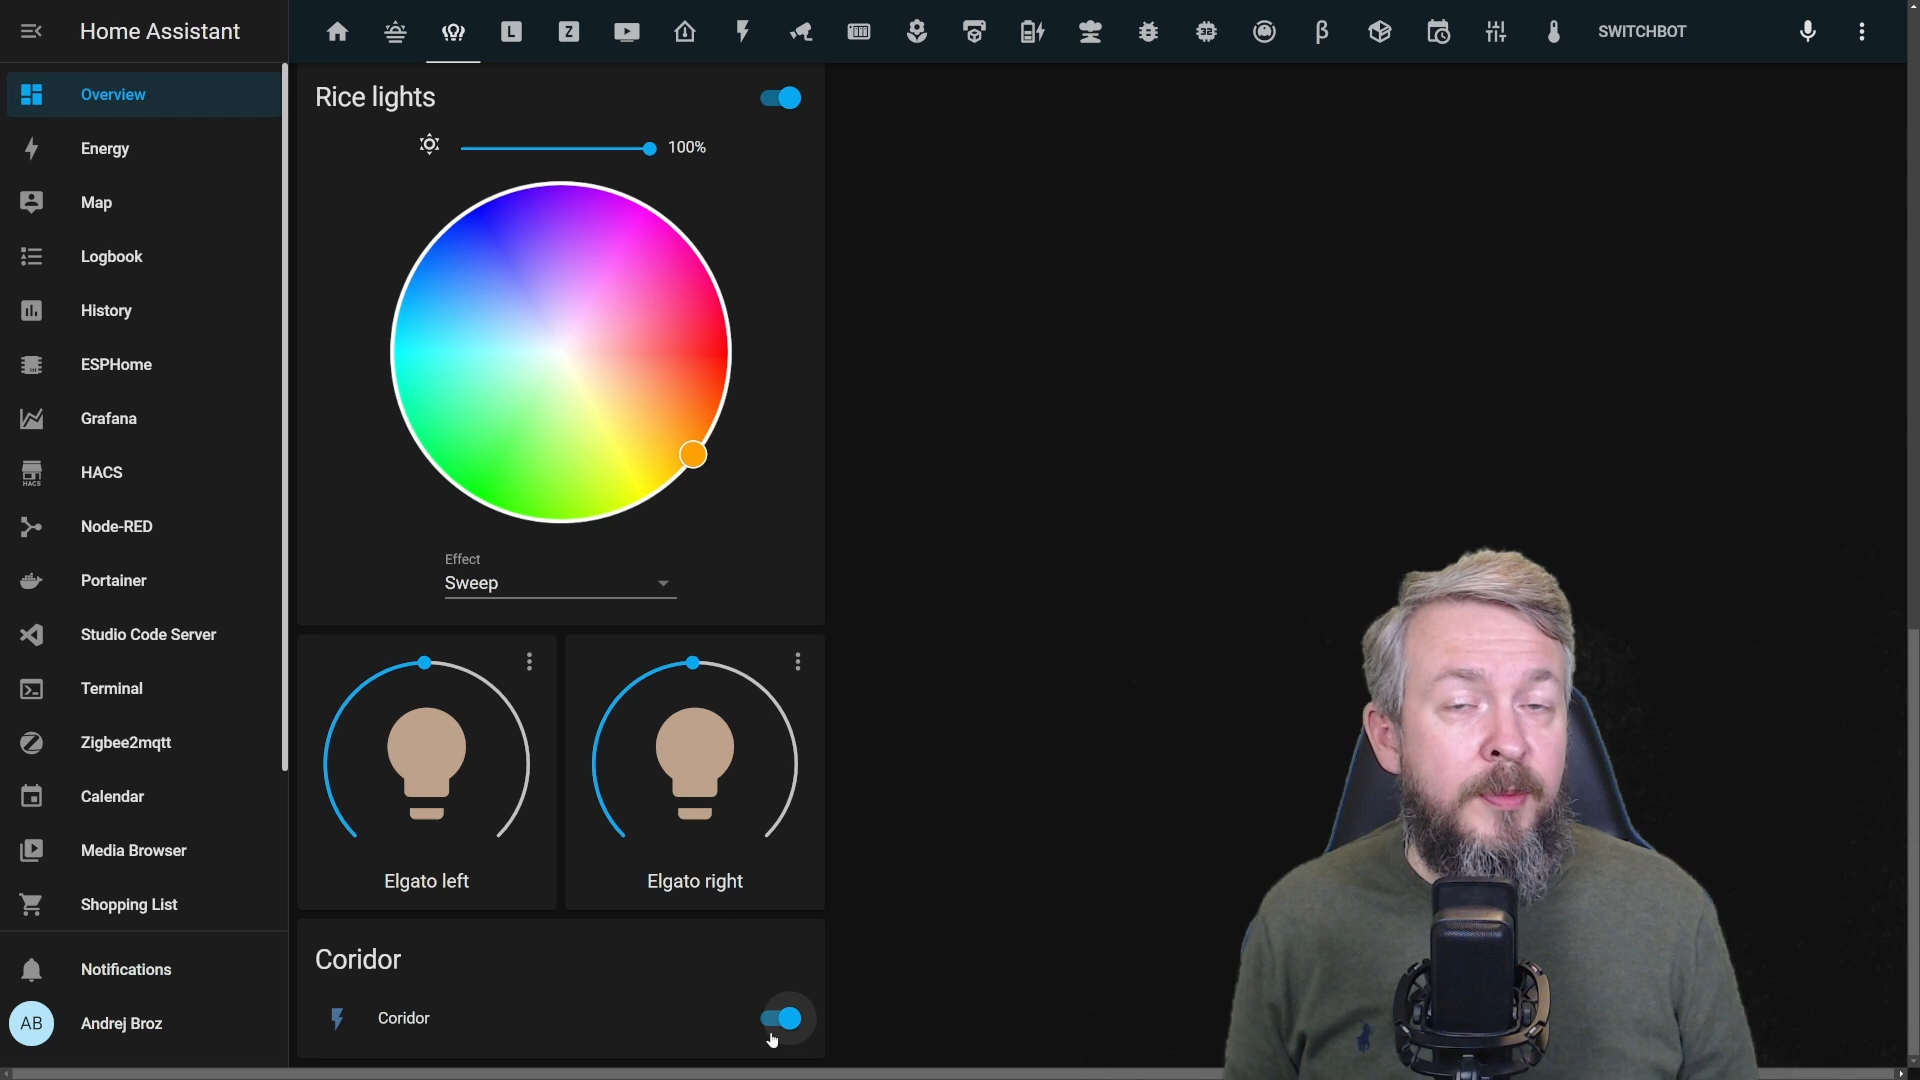 Home Assistant
L
Z
32
β
SWITCHBOT
Overview
Energy
Map
Logbook
History
ESPHome
Grafana
HACS
HACS
Node-RED
Portainer
Studio Code Server
Terminal
Zigbee2mqtt
Calendar
Media Browser
Shopping List
Notifications
AB
Andrej Broz
Rice lights
100%
Effect
Sweep
Elgato left
Elgato right
Coridor
Coridor